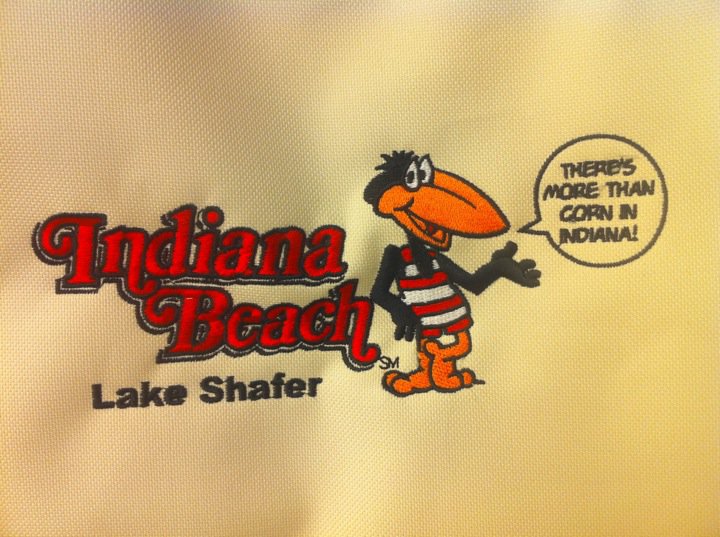 Indiana
Beach
SM
Lake Shafer
THERE'S
MORE THAN
CORN IN
INDIANA!